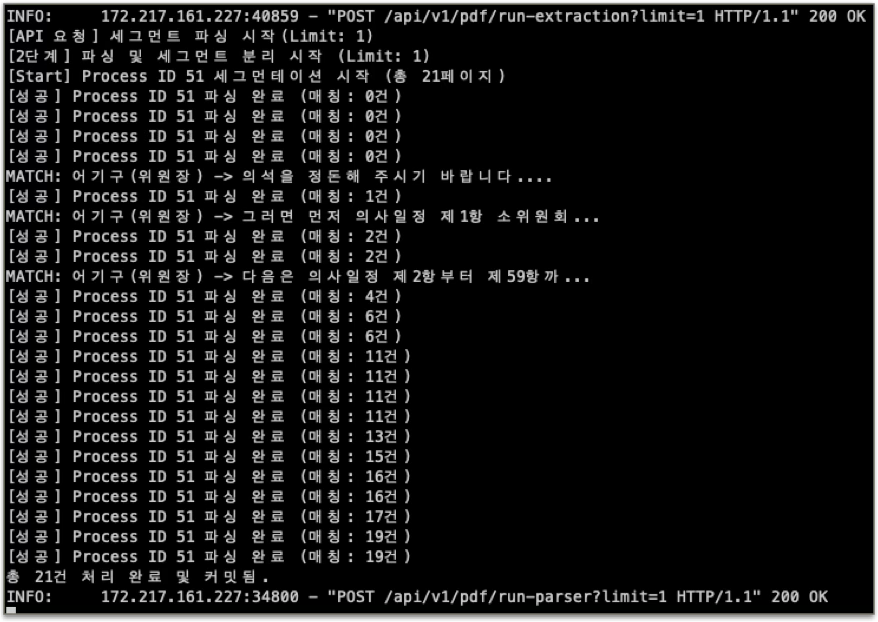 INFO:     172.217.161.227:40859 - "POST /api/v1/pdf/run-extraction?limit=1 HTTP/1.1" 200 OK
[API 요청] 세그먼트 파싱 시작(Limit: 1)
[2단계] 파싱 및 세그먼트 분리 시작 (Limit: 1)
[Start] Process ID 51 세그멘테이션 시작 (총 21페이지)
[성공] Process ID 51 파싱 완료 (매칭: 0건)
[성공] Process ID 51 파싱 완료 (매칭: 0건)
[성공] Process ID 51 파싱 완료 (매칭: 0건)
[성공] Process ID 51 파싱 완료 (매칭: 0건)
MATCH: 어기구(위원장) -> 의석을 정돈해 주시기 바랍니다....
[성공] Process ID 51 파싱 완료 (매칭: 1건)
MATCH: 어기구(위원장) -> 그러면 먼저 의사일정 제1항 소위원회...
[성공] Process ID 51 파싱 완료 (매칭: 2건)
[성공] Process ID 51 파싱 완료 (매칭: 2건)
MATCH: 어기구(위원장) -> 다음은 의사일정 제2항부터 제59항까...
[성공] Process ID 51 파싱 완료 (매칭: 4건)
[성공] Process ID 51 파싱 완료 (매칭: 6건)
[성공] Process ID 51 파싱 완료 (매칭: 6건)
[성공] Process ID 51 파싱 완료 (매칭: 11건)
[성공] Process ID 51 파싱 완료 (매칭: 11건)
[성공] Process ID 51 파싱 완료 (매칭: 11건)
[성공] Process ID 51 파싱 완료 (매칭: 11건)
[성공] Process ID 51 파싱 완료 (매칭: 13건)
[성공] Process ID 51 파싱 완료 (매칭: 15건)
[성공] Process ID 51 파싱 완료 (매칭: 16건)
[성공] Process ID 51 파싱 완료 (매칭: 16건)
[성공] Process ID 51 파싱 완료 (매칭: 17건)
[성공] Process ID 51 파싱 완료 (매칭: 19건)
[성공] Process ID 51 파싱 완료 (매칭: 19건)
총 21건 처리 완료 및 커밋됨.
INFO:     172.217.161.227:34800 - "POST /api/v1/pdf/run-parser?limit=1 HTTP/1.1" 200 OK